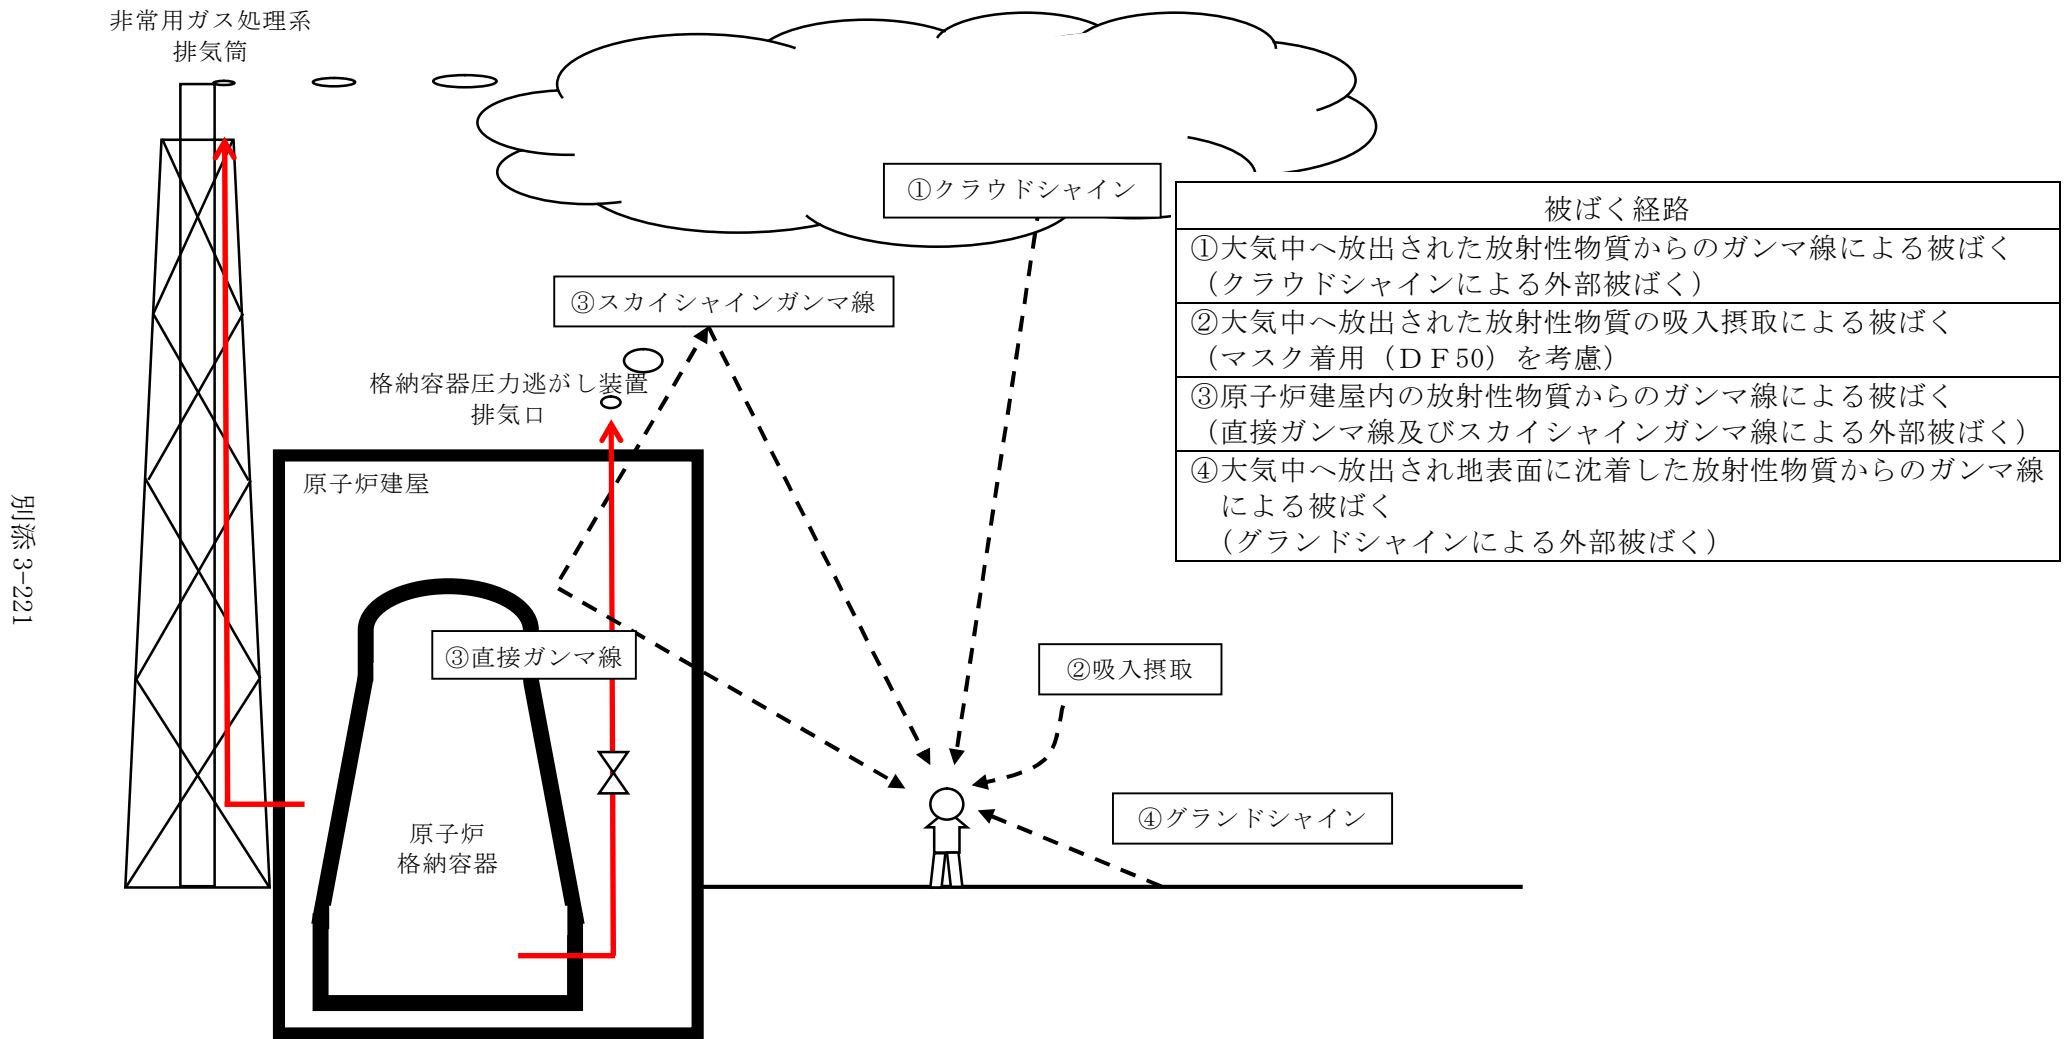 非常用ガス処理系
排気筒
①クラウドシャイン
③スカイシャインガンマ線
格納容器圧力逃がし装置
排気口
原子炉建屋
③直接ガンマ線
原子炉
格納容器
②吸入摂取
④グランドシャイン
被ばく経路
①大気中へ放出された放射性物質からのガンマ線による被ばく
（クラウドシャインによる外部被ばく）
②大気中へ放出された放射性物質の吸入摂取による被ばく
（マスク着用（ＤＦ50）を考慮）
③原子炉建屋内の放射性物質からのガンマ線による被ばく
（直接ガンマ線及びスカイシャインガンマ線による外部被ばく）
④大気中へ放出され地表面に沈着した放射性物質からのガンマ線
による被ばく
（グランドシャインによる外部被ばく）
別添 3-221